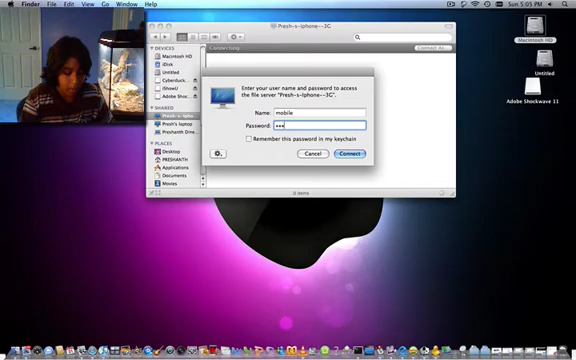 Finder File Edit View Go Window Help
Sun 5:05 PM
Presh-s-Iphone--3G
Connecting...
Connect As...
DEVICES
Macintosh HD
iDisk
Untitled
Cyberduck...
iShowU
Adobe Shoc...
SHARED
Presh-s-Ipho...
Presh's laptop
Preshanth Dire...
PLACES
Desktop
PRESHANTH
Applications
Documents
Movies
0 items
Enter your user name and password to access
the file server "Presh-s-Iphone--3G".
Name: mobile
Password: •••
Remember this password in my keychain
Cancel Connect
Macintosh HD
Untitled
Adobe Shockwave 11